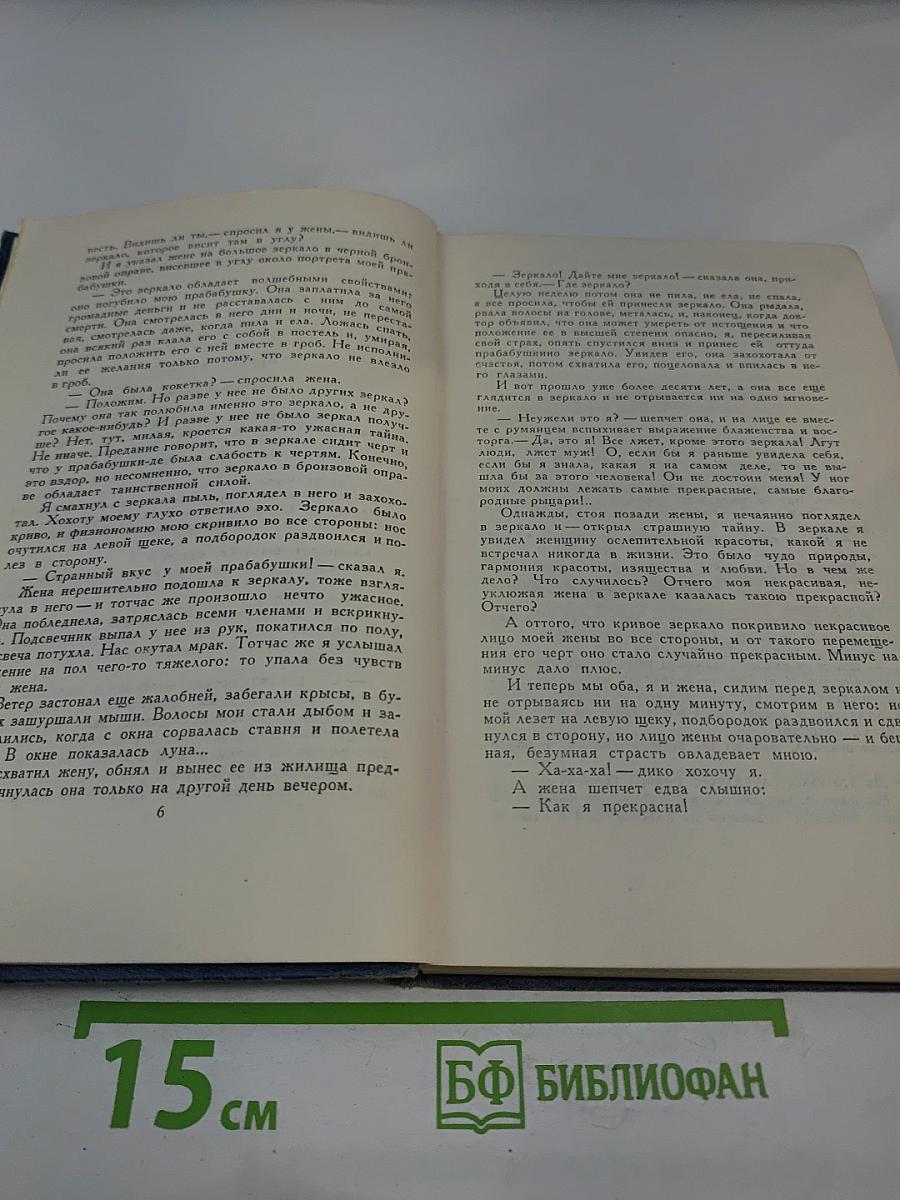 весть. Видишь ли ты,— спросил я у жены,— видишь ли
зеркало, которое висит там в углу?
И я указал жене на большое зеркало в черной брон-
зовой оправе, висевшее в углу около портрета моей пра-
бабушки.
— Это зеркало обладает волшебными свойствами:
оно погубило мою прабабушку. Она заплатила за него
громадные деньги и не расставалась с ним до самой
смерти. Она смотрелась в него дни и ночи, не переста-
вая, смотрелась даже, когда пила и ела. Ложась спать,
она всякий раз клала его с собой в постель и, умирая,
просила положить его с ней вместе в гроб. Не исполни-
ли ее желания только потому, что зеркало не влезло
в гроб.
— Она была кокетка? — спросила жена.
— Положим. Но разве у нее не было других зеркал?
Почему она так полюбила именно это зеркало, а не дру-
гое какое-нибудь? И разве у нее не было зеркал получ-
ше? Нет, тут, милая, кроется какая-то ужасная тайна.
Не иначе. Предание говорит, что в зеркале сидит черт и
что у прабабушки-де была слабость к чертям. Конечно,
это вздор, но несомненно, что зеркало в бронзовой опра-
ве обладает таинственной силой.
Я смахнул с зеркала пыль, поглядел в него и захохо-
тал. Хохоту моему глухо ответило эхо. Зеркало было
криво, и физиономию мою скривило во все стороны: нос
очутился на левой щеке, а подбородок раздвоился и по-
лез в сторону.
— Странный вкус у моей прабабушки! — сказал я.
Жена нерешительно подошла к зеркалу, тоже взгля-
ула в него — и тотчас же произошло нечто ужасное.
Она побледнела, затряслась всеми членами и вскрикну-
. Подсвечник выпал у нее из рук, покатился по полу,
свеча потухла. Нас окутал мрак. Тотчас же я услышал
ение на пол чего-то тяжелого: то упала без чувств
жена.
Ветер застонал еще жалобней, забегали крысы, в бу-
х зашуршали мыши. Волосы мои стали дыбом и за-
лились, когда с окна сорвалась ставня и полетела
В окне показалась луна...
схватил жену, обнял и вынес ее из жилища пред-
чнулась она только на другой день вечером.
6
— Зеркало! Дайте мне зеркало! — сказала она, при-
ходя в себя.— Где зеркало?
Целую неделю потом она не пила, не ела, не спала,
а все просила, чтобы ей принесли зеркало. Она рыдала,
рвала волосы на голове, металась, и, наконец, когда док-
тор объявил, что она может умереть от истощения и что
положение ее в высшей степени опасно, я, пересиливая
свой страх, опять спустился вниз и принес ей оттуда
прабабушкино зеркало. Увидев его, она захохотала от
счастья, потом схватила его, поцеловала и впилась в не-
го глазами.
И вот прошло уже более десяти лет, а она все еще
глядится в зеркало и не отрывается ни на одно мгнове-
ние.
— Неужели это я? — шепчет она, и на лице ее вмес-
те с румянцем вспыхивает выражение блаженства и вос-
торга.— Да, это я! Все лжет, кроме этого зеркала! Лгут
люди, лжет муж! О, если бы я раньше увидела себя,
если бы я знала, какая я на самом деле, то не вы-
шла бы за этого человека! Он не достоин меня! У ног
моих должны лежать самые прекрасные, самые благо-
родные рыцари!..
Однажды, стоя позади жены, я нечаянно поглядел
в зеркало и — открыл страшную тайну. В зеркале я
увидел женщину ослепительной красоты, какой я не
встречал никогда в жизни. Это было чудо природы,
гармония красоты, изящества и любви. Но в чем же
дело? Что случилось? Отчего моя некрасивая, не-
уклюжая жена в зеркале казалась такою прекрасной?
Отчего?
А оттого, что кривое зеркало покривило некрасивое
лицо моей жены во все стороны, и от такого перемеще-
ния его черт оно стало случайно прекрасным. Минус на
минус дало плюс.
И теперь мы оба, я и жена, сидим перед зеркалом и
не отрываясь ни на одну минуту, смотрим в него: но
мой лезет на левую щеку, подбородок раздвоился и сдв
нулся в сторону, но лицо жены очаровательно — и беш
ная, безумная страсть овладевает мною.
— Ха-ха-ха! — дико хохочу я.
А жена шепчет едва слышно:
— Как я прекрасна!
15 см
БФ БИБЛИОФАН